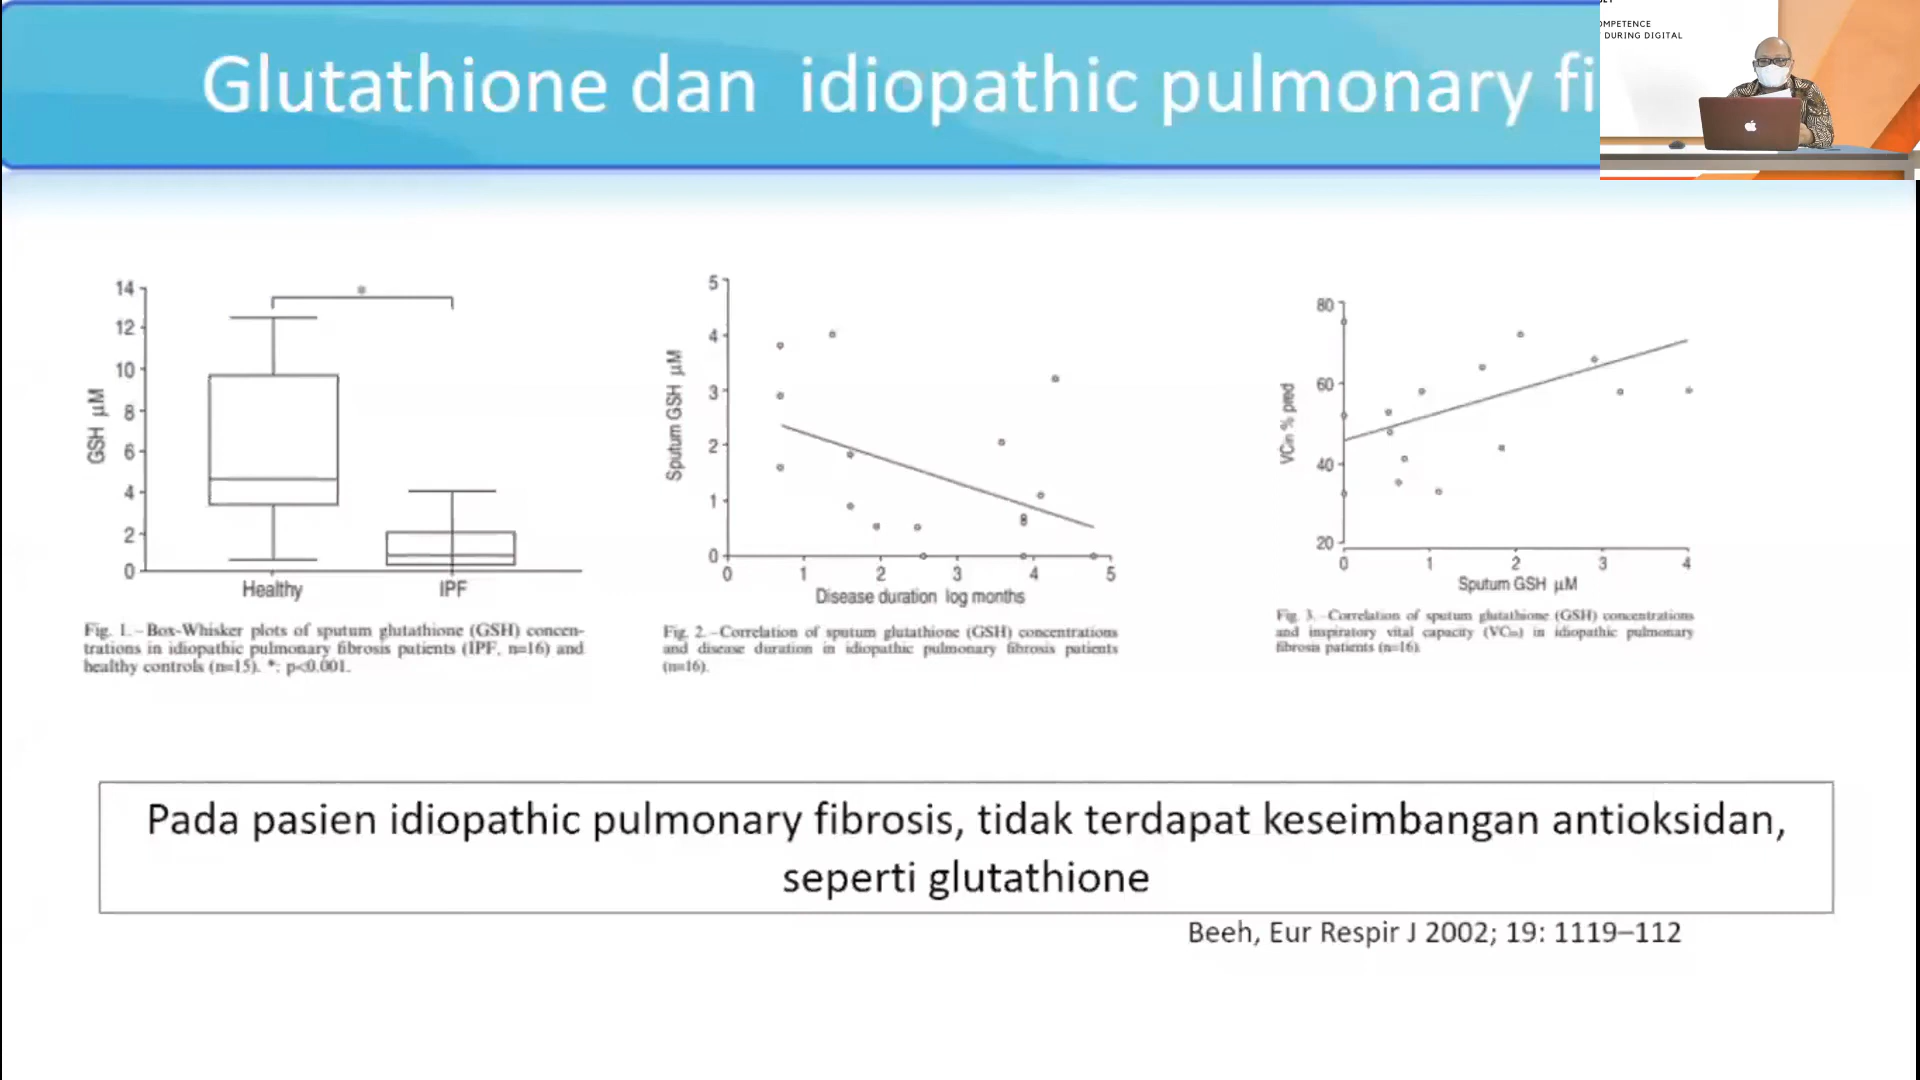 Glutathione dan idiopathic pulmonary fi
OMPETENCE
DURING DIGITAL
14
12
10
8
6
4
2
0
GSH µM
*
Healthy
IPF
Fig. 1. – Box-Whisker plots of sputum glutathione (GSH) concen-
trations in idiopathic pulmonary fibrosis patients (IPF, n=16) and
healthy controls (n=15). *: p<0.001.
5
4
3
2
1
0
Sputum GSH µM
0 1 2 3 4 5
Disease duration log months
Fig. 2. – Correlation of sputum glutathione (GSH) concentrations
and disease duration in idiopathic pulmonary fibrosis patients
(n=16).
80
60
40
20
VCin % pred
0 1 2 3 4
Sputum GSH µM
Fig. 3. – Correlation of sputum glutathione (GSH) concentrations
and inspiratory vital capacity (VCin) in idiopathic pulmonary
fibrosis patients (n=16).
Pada pasien idiopathic pulmonary fibrosis, tidak terdapat keseimbangan antioksidan,
seperti glutathione
Beeh, Eur Respir J 2002; 19: 1119–112